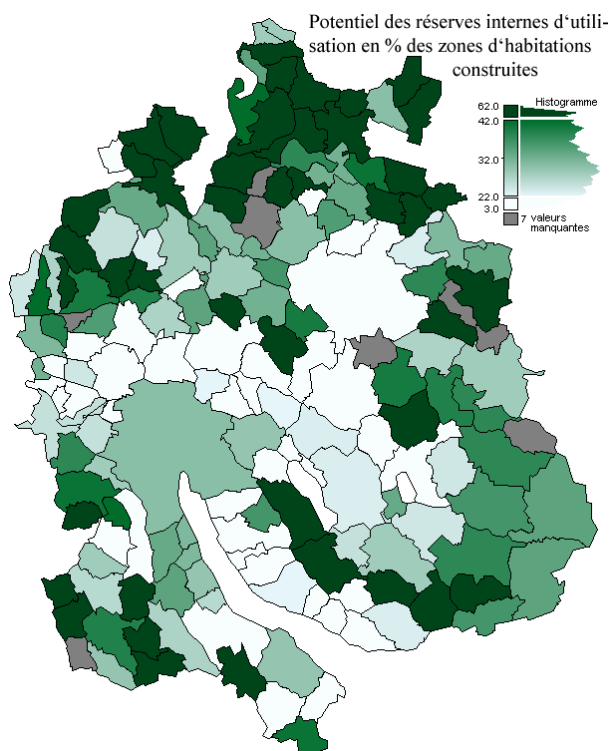 Potentiel des réserves internes d‘utili-
sation en % des zones d‘habitations
construites
Histogramme
62.0
42.0
32.0
22.0
3.0
7 valeurs
manquantes